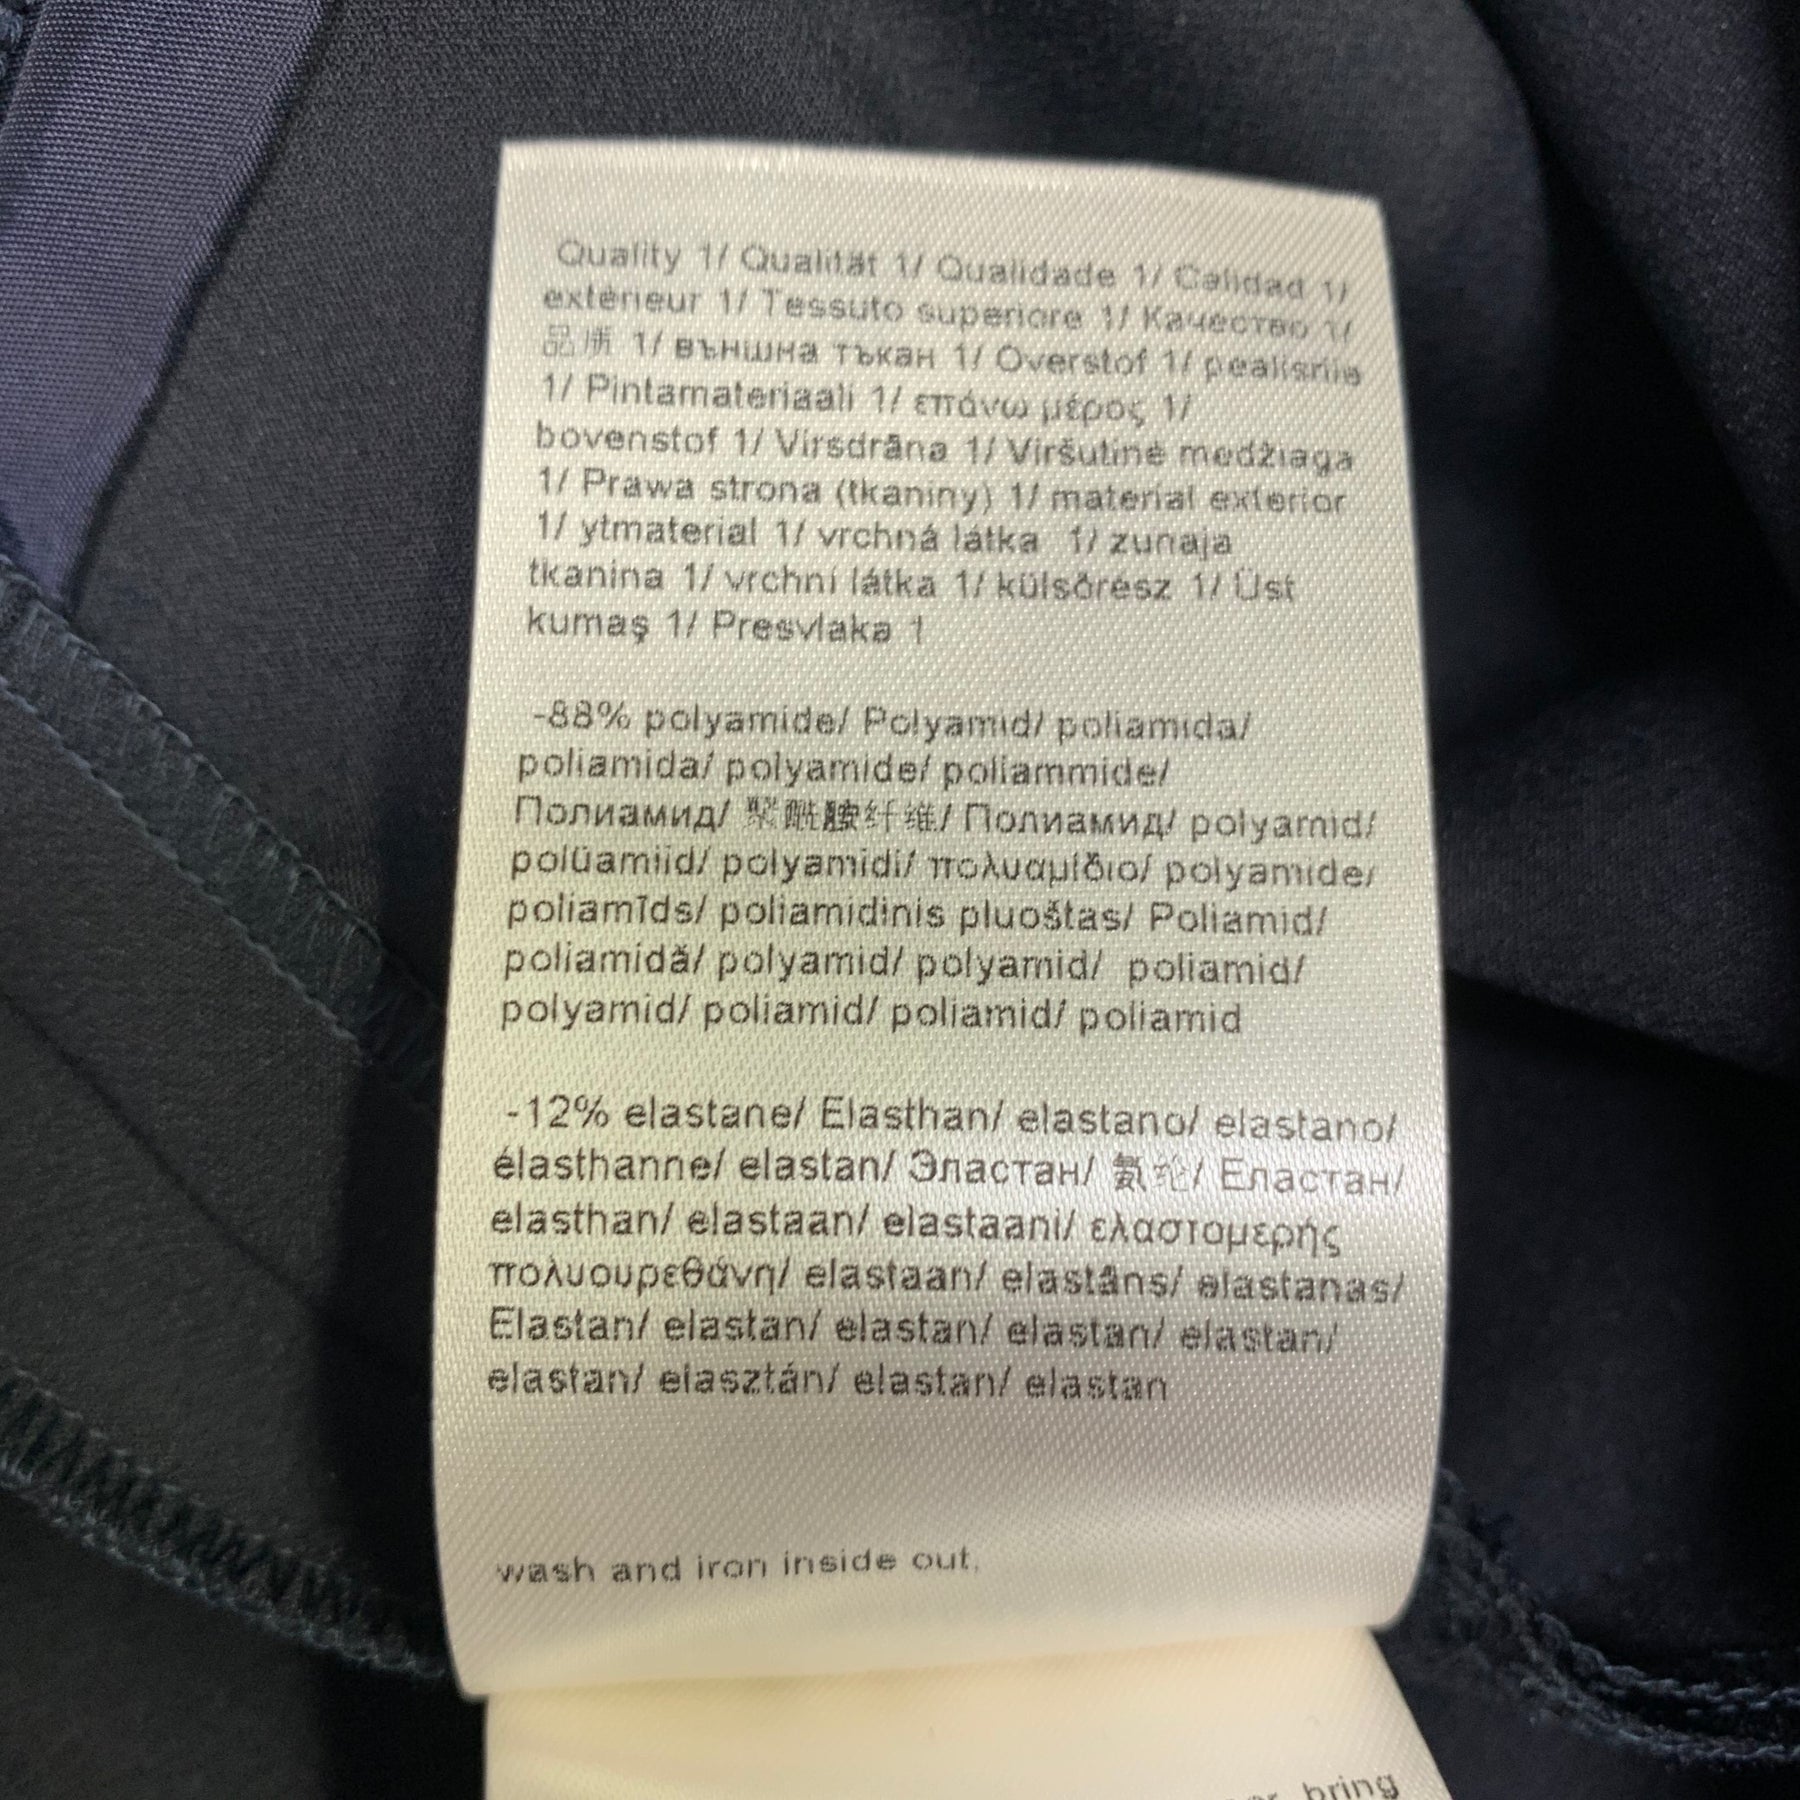 Quality 1/ Qualität 1/ Qualidade 1/ Calidad 1/
extérieur 1/ Tessuto superiore 1/ Качество 1/
品质 1/ външна тъкан 1/ Overstof 1/ pealisriie
1/ Pintamateriaali 1/ επάνω μέρος 1/
bovenstof 1/ Virsdrāna 1/ Viršutinė medžiaga
1/ Prawa strona (tkaniny) 1/ material exterior
1/ ytmaterial 1/ vrchná látka 1/ zunaja
tkanina 1/ vrchní látka 1/ külsőrész 1/ Üst
kumaş 1/ Presvlaka 1
-88% polyamide/ Polyamid/ poliamida/
poliamida/ polyamide/ poliammide/
Полиамид/ 聚酰胺纤维/ Полиамид/ polyamid/
polüamiid/ polyamidi/ πολυαμίδιο/ polyamide/
poliamīds/ poliamidinis pluoštas/ Poliamid/
poliamidă/ polyamid/ polyamid/ poliamid/
polyamid/ poliamid/ poliamid/ poliamid
-12% elastane/ Elasthan/ elastano/ elastano/
élasthanne/ elastan/ Эластан/ 氨纶/ Еластан/
elasthan/ elastaan/ elastaani/ ελαστομερής
πολυουρεθάνη/ elastaan/ elastāns/ elastanas/
Elastan/ elastan/ elastan/ elastan/ elastan/
elastan/ elasztán/ elastan/ elastan
wash and iron inside out,
bring